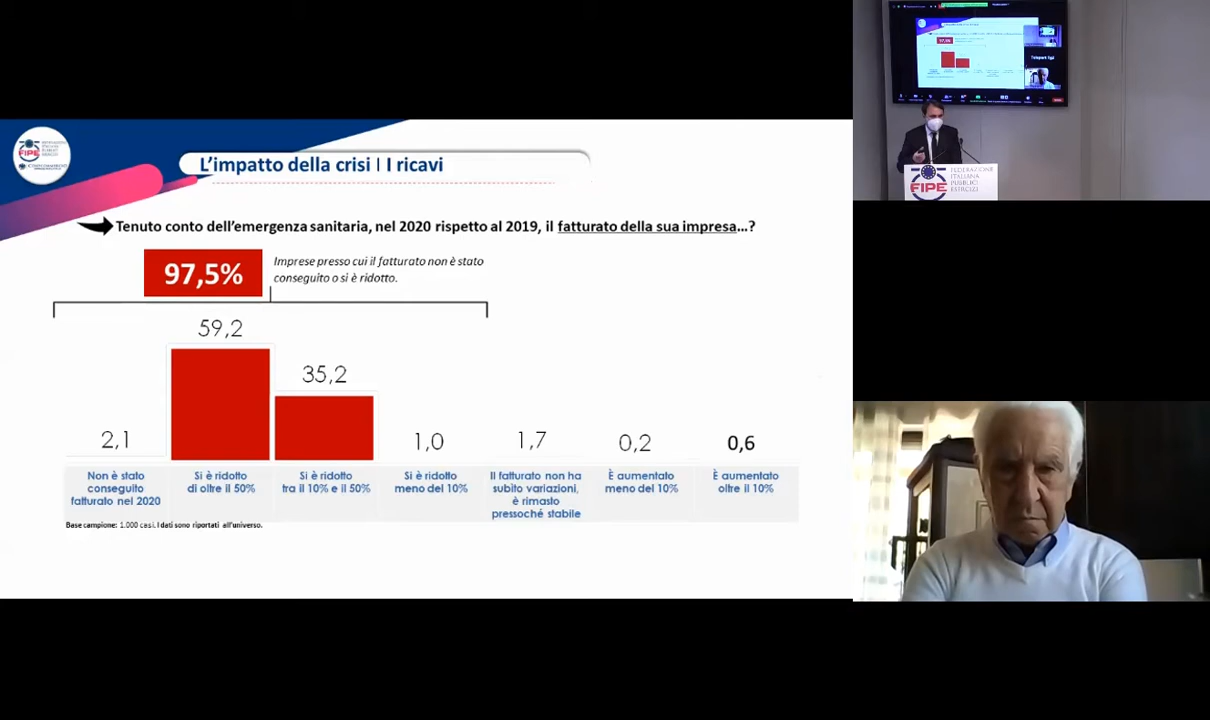 FIPE
L'impatto della crisi | I ricavi
Tenuto conto dell'emergenza sanitaria, nel 2020 rispetto al 2019, il fatturato della sua impresa...?
97,5%
Imprese presso cui il fatturato non è stato
conseguito o si è ridotto.
59,2
35,2
2,1
1,0
1,7
0,2
0,6
Non è stato
conseguito
fatturato nel 2020
Si è ridotto
di oltre il 50%
Si è ridotto
tra il 10% e il 50%
Si è ridotto
meno del 10%
Il fatturato non ha
subìto variazioni,
è rimasto
pressoché stabile
È aumentato
meno del 10%
È aumentato
oltre il 10%
Base campione: 1.000 casi. I dati sono riportati all'universo.
97,5%
FIPE
FEDERAZIONE
ITALIANA
PUBBLICI
ESERCIZI